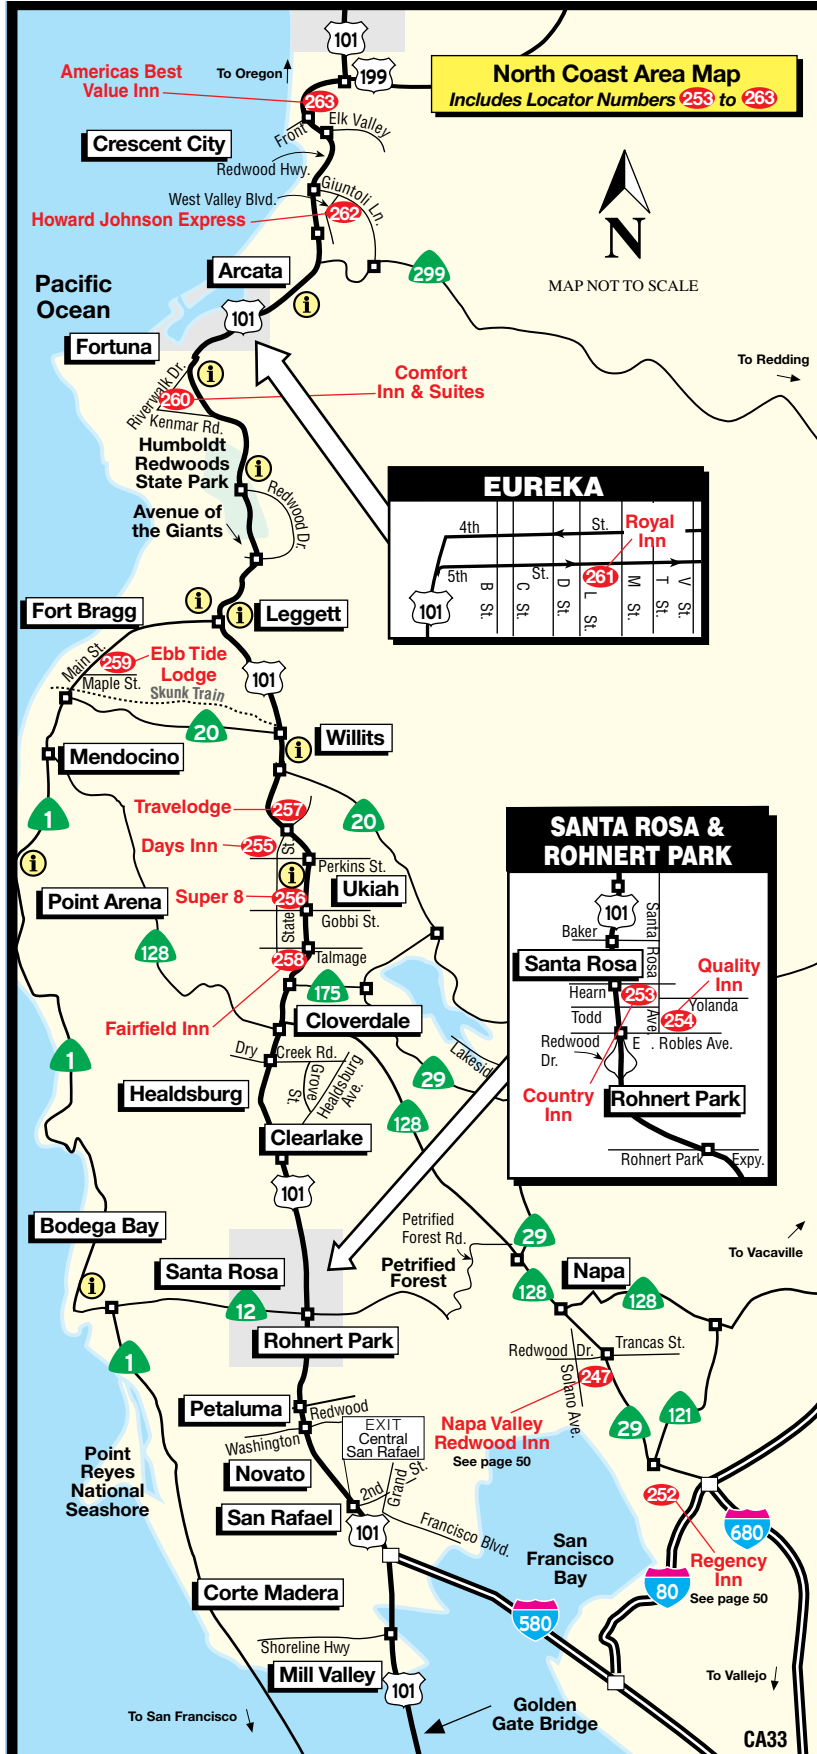 101
199
To Oregon
North Coast Area Map
Includes Locator Numbers 253 to 263
Americas Best
Value Inn
263
Front
Elk Valley
Crescent City
Redwood Hwy.
Giuntoli Ln.
West Valley Blvd.
Howard Johnson Express
262
N
MAP NOT TO SCALE
Arcata
299
Pacific
Ocean
i
101
Fortuna
To Redding
i
Riverwalk Dr.
260
Comfort
Inn & Suites
Kenmar Rd.
Humboldt
Redwoods
State Park
i
Redwood Dr.
Avenue of
the Giants
EUREKA
4th
St.
Royal
Inn
5th
St.
261
101
B St.
C St.
D St.
L St.
M St.
T St.
V St.
i
i
Fort Bragg
Leggett
Main St.
259
Ebb Tide
Lodge
Maple St.
Skunk Train
101
20
Willits
i
Mendocino
1
Travelodge
257
20
Days Inn
255
St.
i
Perkins St.
i
Super 8
256
Ukiah
Point Arena
State
Gobbi St.
128
258
Talmage
175
Fairfield Inn
Cloverdale
SANTA ROSA &
ROHNERT PARK
101
Santa Rosa Ave.
Baker
Santa Rosa
Quality
Inn
Hearn
253
Yolanda
Todd
254
Redwood
Dr.
E . Robles Ave.
Country
Inn
Rohnert Park
Rohnert Park
Expy.
1
Dry
Creek Rd.
Lakeside
29
Grove St.
Healdsburg Ave.
Healdsburg
128
Clearlake
101
Bodega Bay
Petrified
Forest Rd.
29
To Vacaville
Santa Rosa
Petrified
Forest
Napa
i
12
128
128
1
Rohnert Park
Redwood Dr.
Trancas St.
247
Solano Ave.
Petaluma
Redwood
Washington
EXIT
Central
San Rafael
Napa Valley
Redwood Inn
See page 50
29
121
Point
Reyes
National
Seashore
Novato
2nd
St.
Grand
252
San Rafael
101
Francisco Blvd.
San
Francisco
Bay
680
Regency
Inn
See page 50
80
Corte Madera
580
Shoreline Hwy
Mill Valley
101
To Vallejo
To San Francisco
Golden
Gate Bridge
CA33